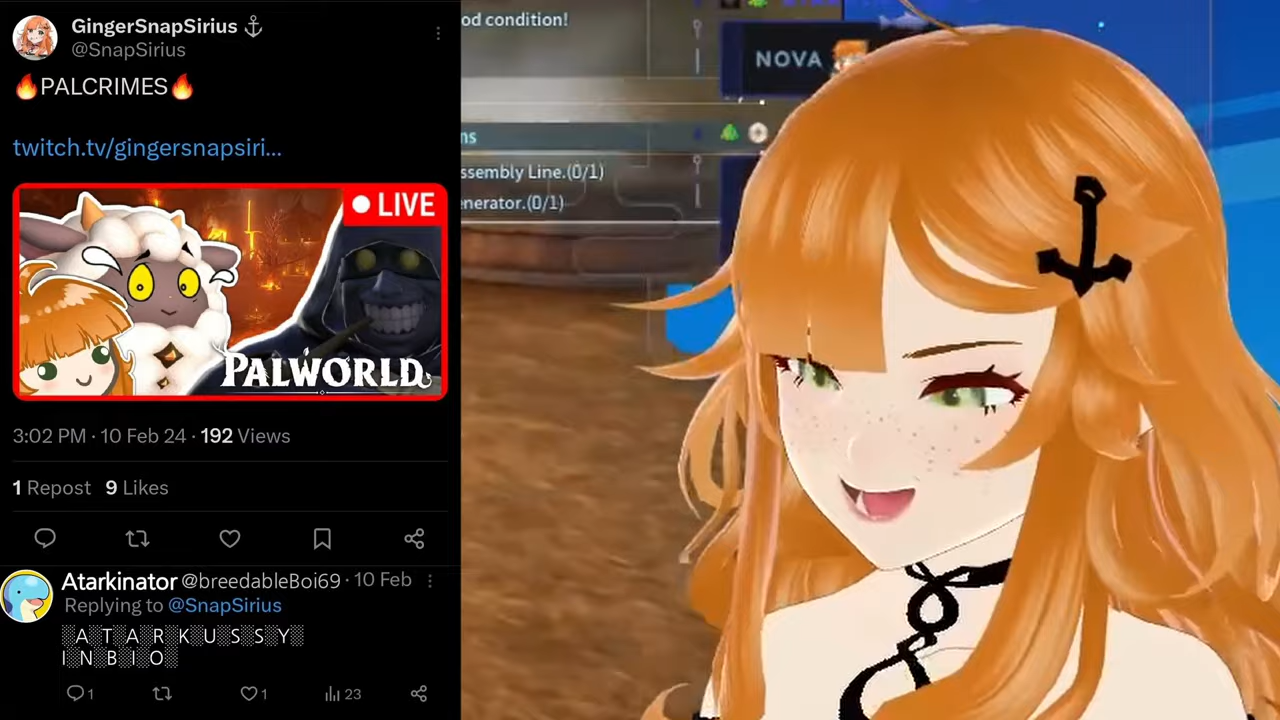 GingerSnapSirius ⚓
@SnapSirius
🔥PALCRIMES🔥
twitch.tv/gingersnapsiri...
LIVE
PALWORLD
3:02 PM · 10 Feb 24 · 192 Views
1 Repost 9 Likes
Atarkinator @breedableBoi69 · 10 Feb
Replying to @SnapSirius
░A░T░A░R░K░U░S░S░Y░
I░N░B░I░O░
1 1 23
od condition!
NOVA
ns
ssembly Line.(0/1)
enerator.(0/1)